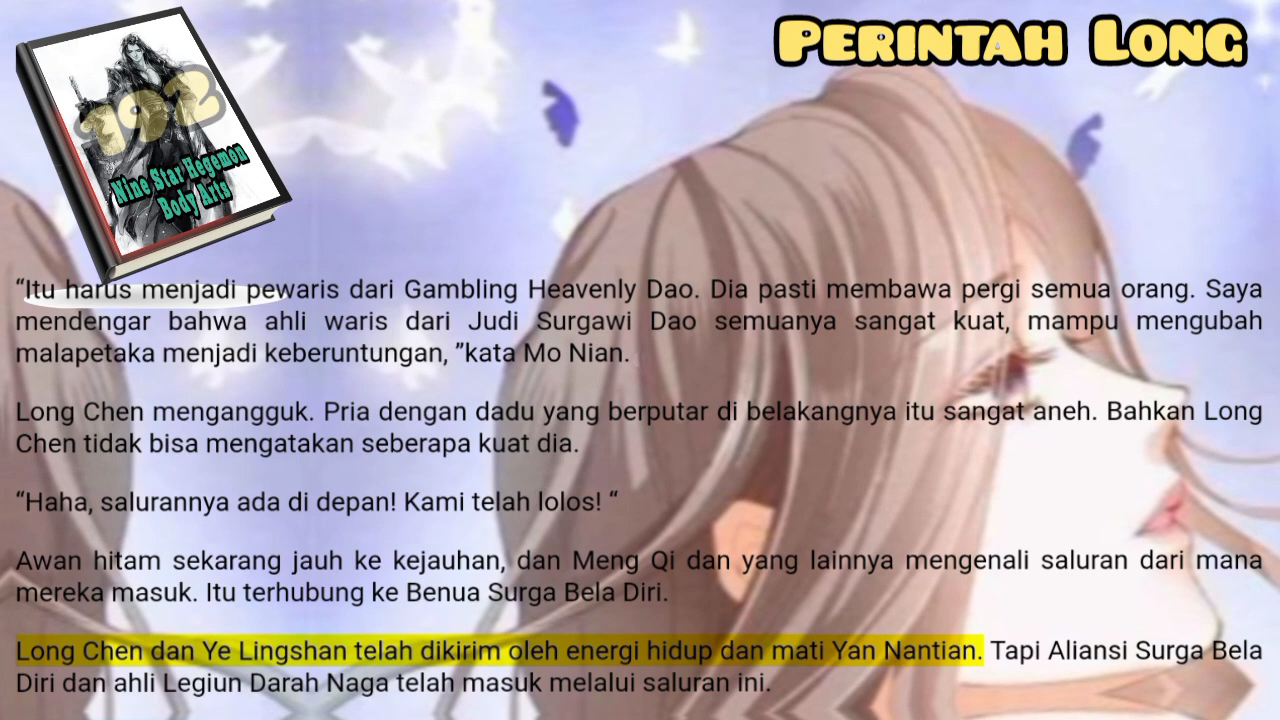 PERINTAH LONG
192
Nine Star Hegemon
Body Arts
“Itu harus menjadi pewaris dari Gambling Heavenly Dao. Dia pasti membawa pergi semua orang. Saya
mendengar bahwa ahli waris dari Judi Surgawi Dao semuanya sangat kuat, mampu mengubah
malapetaka menjadi keberuntungan, ”kata Mo Nian.
Long Chen mengangguk. Pria dengan dadu yang berputar di belakangnya itu sangat aneh. Bahkan Long
Chen tidak bisa mengatakan seberapa kuat dia.
“Haha, salurannya ada di depan! Kami telah lolos! “
Awan hitam sekarang jauh ke kejauhan, dan Meng Qi dan yang lainnya mengenali saluran dari mana
mereka masuk. Itu terhubung ke Benua Surga Bela Diri.
Long Chen dan Ye Lingshan telah dikirim oleh energi hidup dan mati Yan Nantian. Tapi Aliansi Surga Bela
Diri dan ahli Legiun Darah Naga telah masuk melalui saluran ini.